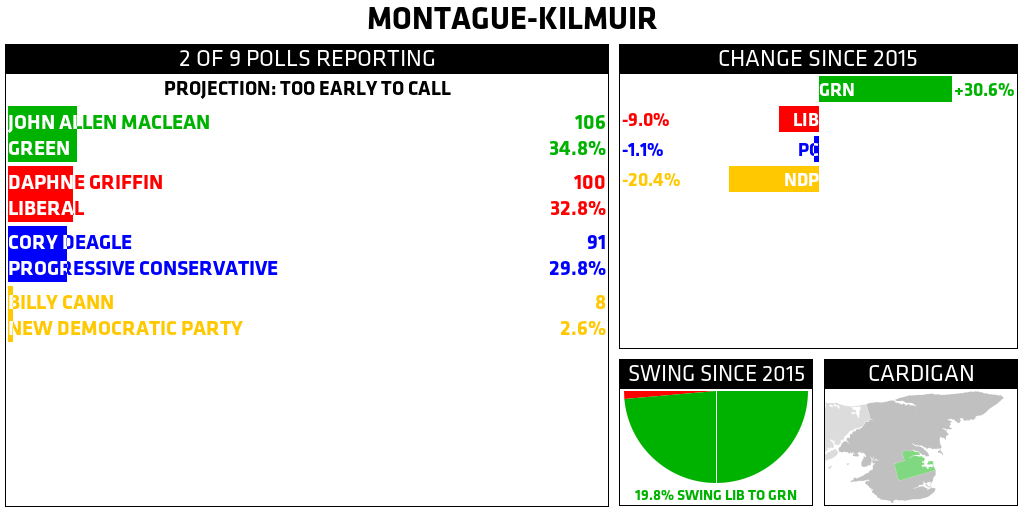 MONTAGUE-KILMUIR
2 OF 9 POLLS REPORTING
PROJECTION: TOO EARLY TO CALL
JOHN ALLEN MACLEAN 106
GREEN 34.8%
DAPHNE GRIFFIN 100
LIBERAL 32.8%
CORY DEAGLE 91
PROGRESSIVE CONSERVATIVE 29.8%
BILLY CANN 8
NEW DEMOCRATIC PARTY 2.6%
CHANGE SINCE 2015
GRN +30.6%
-9.0% LIB
-1.1% PC
-20.4% NDP
SWING SINCE 2015
19.8% SWING LIB TO GRN
CARDIGAN